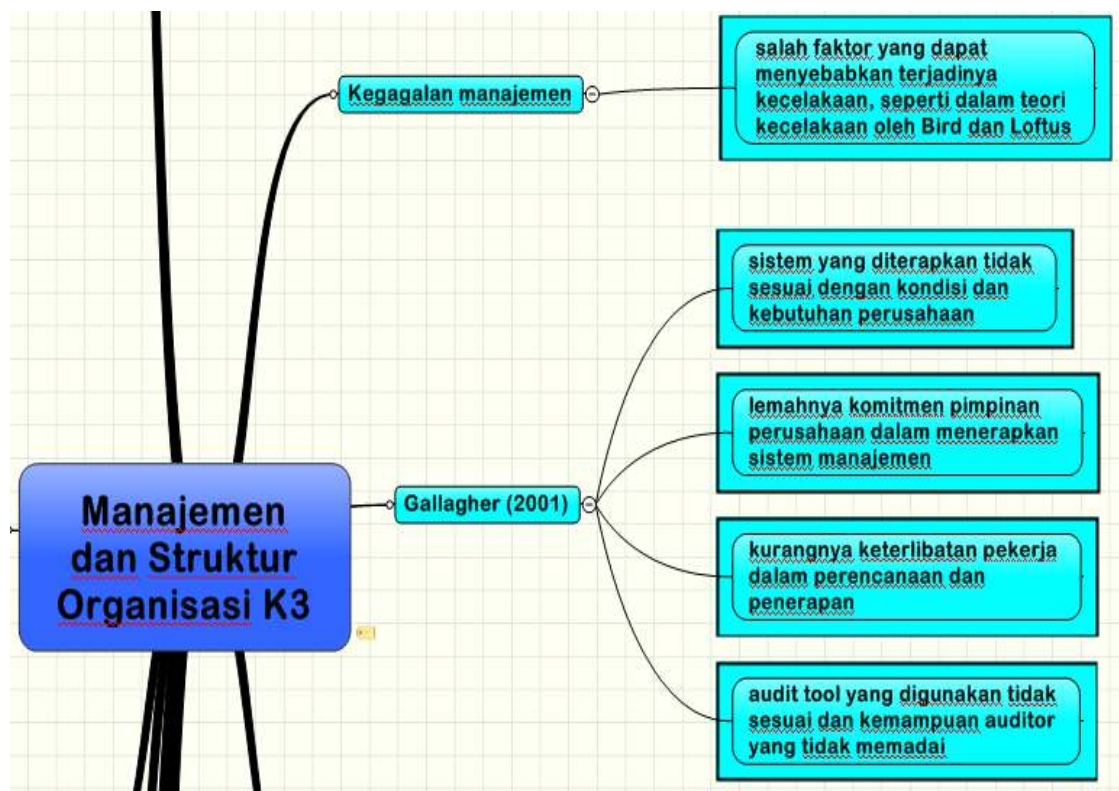 Kegagalan manajemen
salah faktor yang dapat
menyebabkan terjadinya
kecelakaan, seperti dalam teori
kecelakaan oleh Bird dan Loftus
Manajemen
dan Struktur
Organisasi K3
Gallagher (2001)
sistem yang diterapkan tidak
sesuai dengan kondisi dan
kebutuhan perusahaan
lemahnya komitmen pimpinan
perusahaan dalam menerapkan
sistem manajemen
kurangnya keterlibatan pekerja
dalam perencanaan dan
penerapan
audit tool yang digunakan tidak
sesuai dan kemampuan auditor
yang tidak memadai